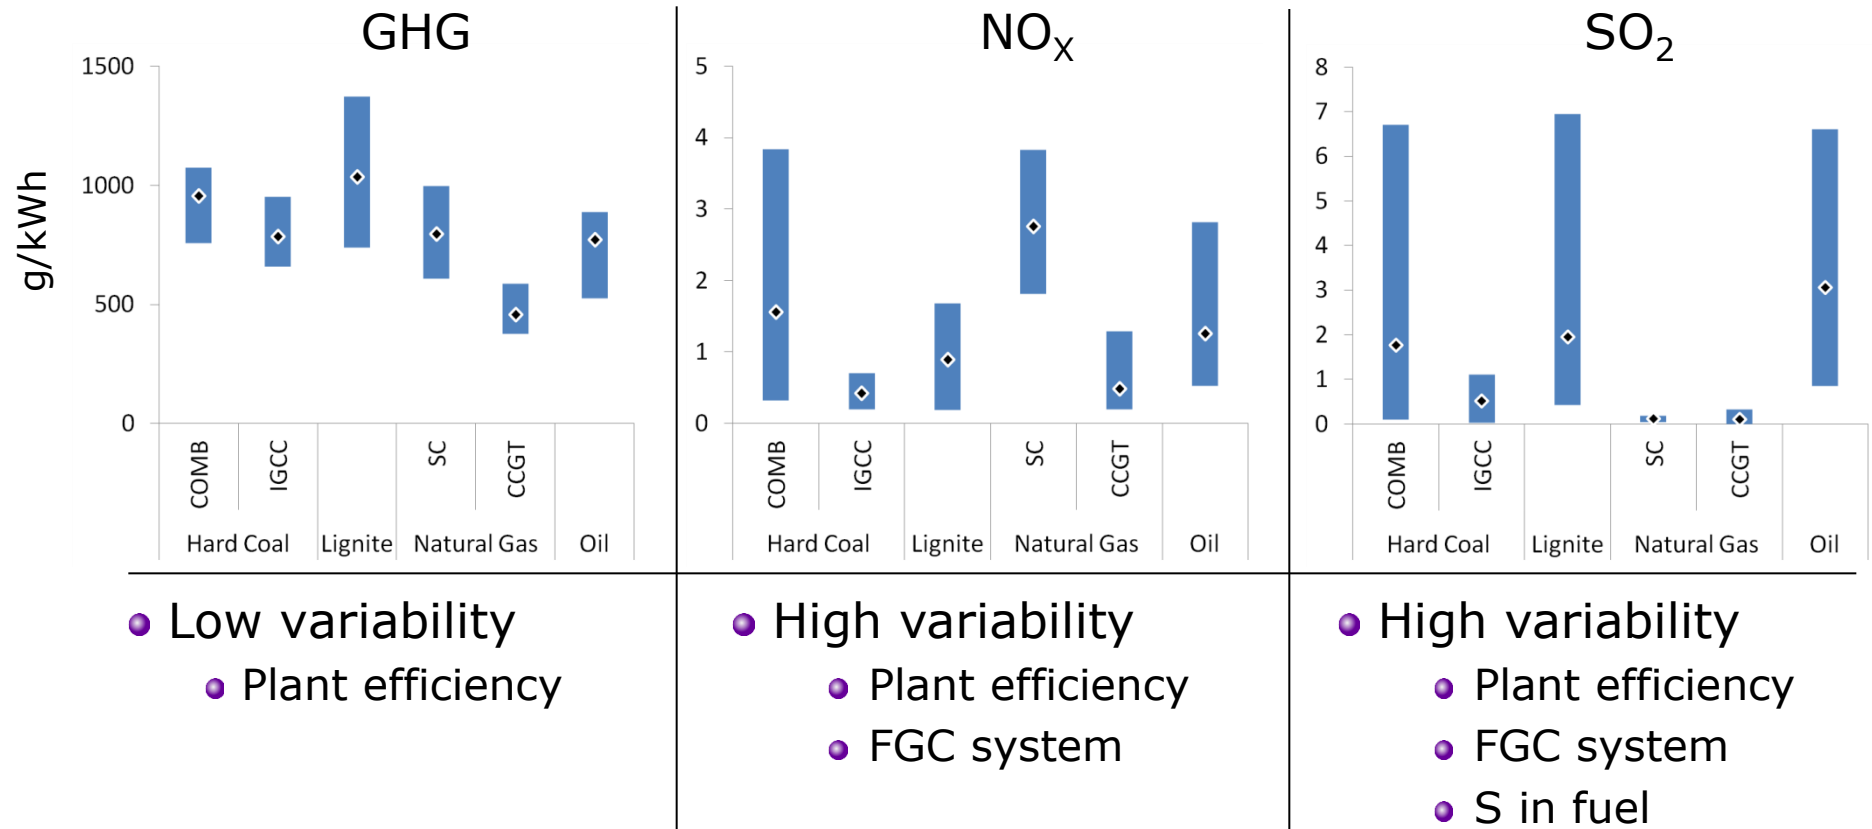 GHG
g/kWh
1500
1000
500
0
COMB
IGCC
SC
CCGT
Hard Coal
Lignite
Natural Gas
Oil
Low variability
Plant efficiency
NOX
5
4
3
2
1
0
COMB
IGCC
SC
CCGT
Hard Coal
Lignite
Natural Gas
Oil
High variability
Plant efficiency
FGC system
SO2
8
7
6
5
4
3
2
1
0
COMB
IGCC
SC
CCGT
Hard Coal
Lignite
Natural Gas
Oil
High variability
Plant efficiency
FGC system
S in fuel